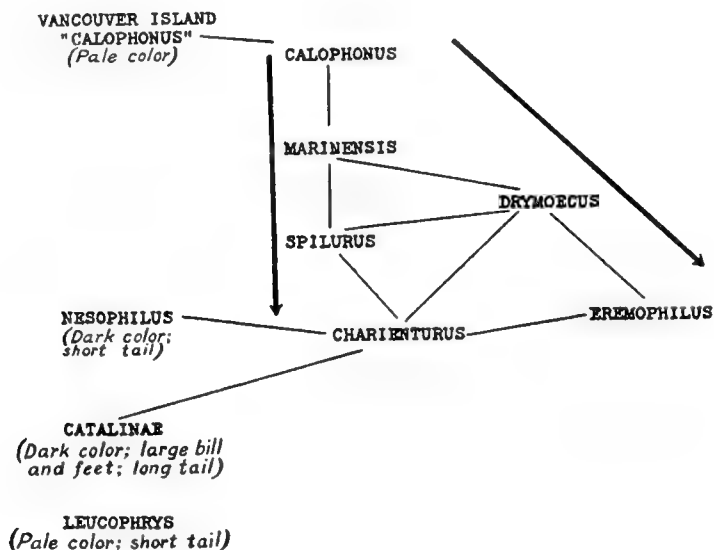 VANCOUVER ISLAND
"CALOPHONUS"
(Pale color)
CALOPHONUS
MARINENSIS
DRYMOECUS
SPILURUS
NESOPHILUS
(Dark color;
short tail)
CHARIENTURUS
EREMOPHILUS
CATALINAE
(Dark color; large bill
and feet; long tail)
LEUCOPHRYS
(Pale color; short tail)